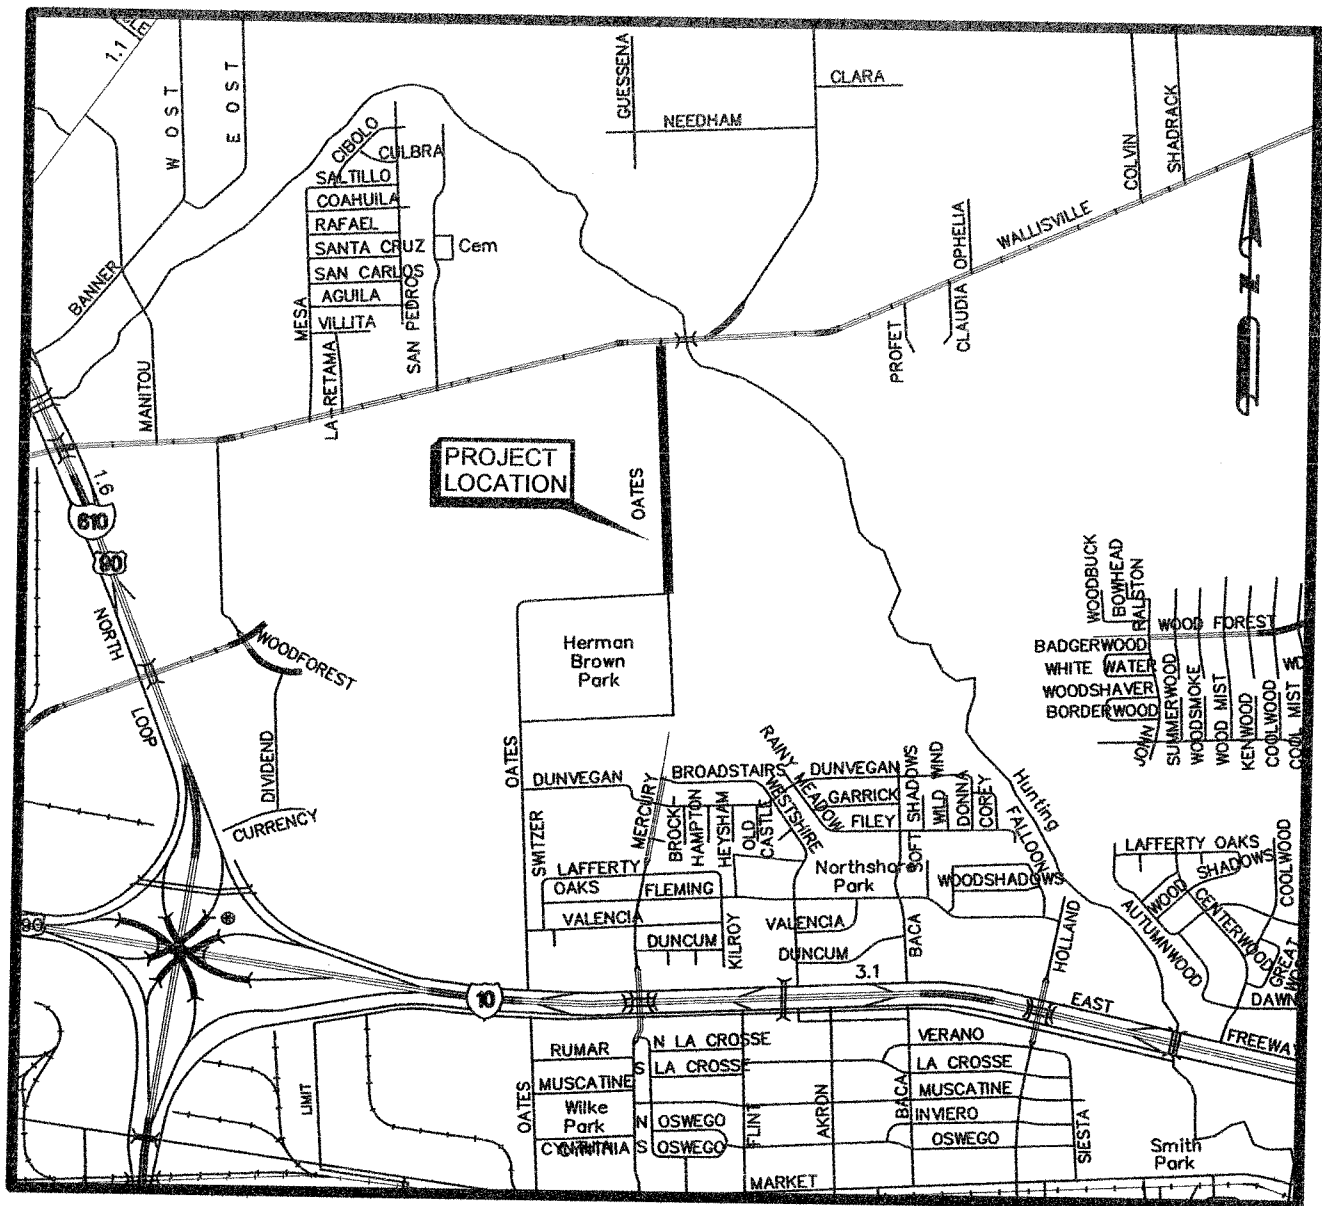 1.1
W OST
E OST
GUESSENA
CLARA
NEEDHAM
COLVIN
SHADRACK
CIBOLO
CULBRA
SALTILLO
COAHUILA
RAFAEL
SANTA CRUZ
Cem
SAN CARLOS
AGUILA
VILLITA
MESA
LA-RETAMA
SAN PEDRO
BANNER
MANITOU
OPHELIA
WALLISVILLE
CLAUDIA
PROFET
N
PROJECT
LOCATION
OATES
1.6
610
90
NORTH
LOOP
WOODFOREST
DIVIDEND
CURRENCY
Herman
Brown
Park
WOODBUCK
BOWHEAD
RALSTON
WOOD FOREST
BADGERWOOD
WHITE WATER
WOODSHAVER
BORDERWOOD
JOHN
SUMMERWOOD
WOODSMOKE
WOOD MIST
KENWOOD
COOLWOOD
COOL MIST
WD
OATES
SWITZER
DUNVEGAN
MERCURY
BROADSTAIRS
RAINY MEADOW
WESTSHIRE
DUNVEGAN
GARRICK
FILEY
SOFT SHADOWS
WILD WIND
DONNA
COREY
BROCK
HAMPTON
HEYSHAM
OLD
CASTLE
Hunting
FALLOON
LAFFERTY
OAKS
FLEMING
VALENCIA
DUNCUM
KILROY
Northshore
Park
WOODSHADOWS
VALENCIA
DUNCUM
BACA
HOLLAND
LAFFERTY OAKS
WOOD
SHADOWS
CENTERWOOD
AUTUMNWOOD
COOLWOOD
GREAT
DAWN
90
10
3.1
EAST
FREEWAY
RUMAR
MUSCATINE
Wilke
Park
CYNTHIA
N LA CROSSE
S LA CROSSE
N OSWEGO
S OSWEGO
OATES
LIMIT
FLINT
AKRON
BACA
VERANO
LA CROSSE
MUSCATINE
INVIERO
OSWEGO
SIESTA
MARKET
Smith
Park